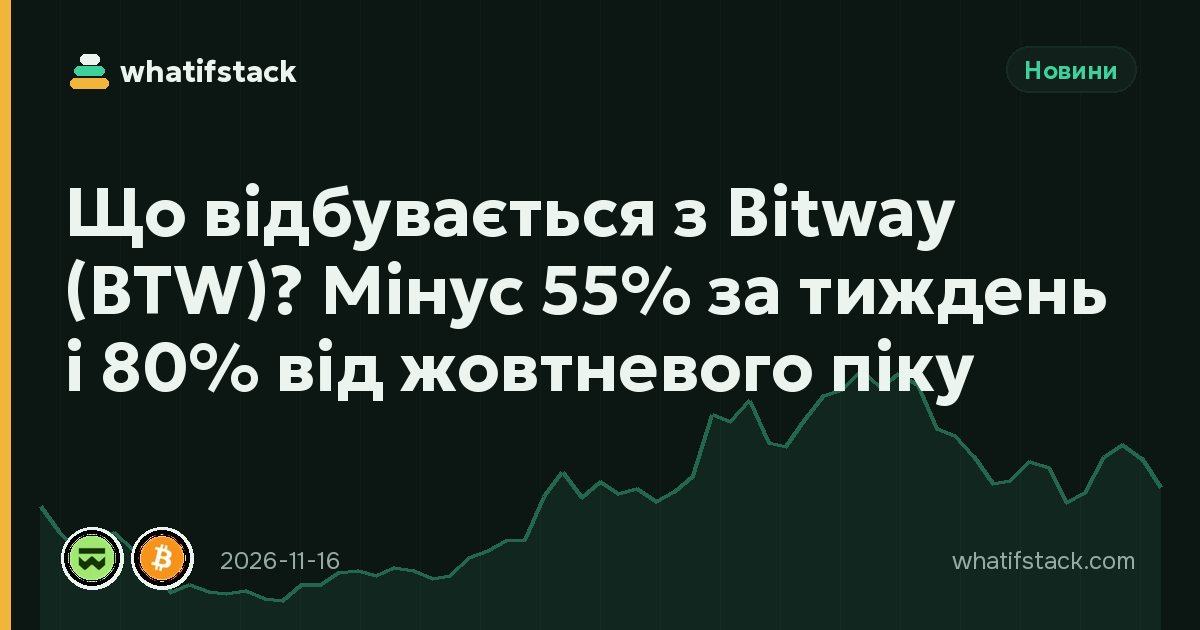 whatifstack
Новини
Що відбувається з Bitway
(BTW)? Мінус 55% за тиждень
і 80% від жовтневого піку
2026-11-16
whatifstack.com